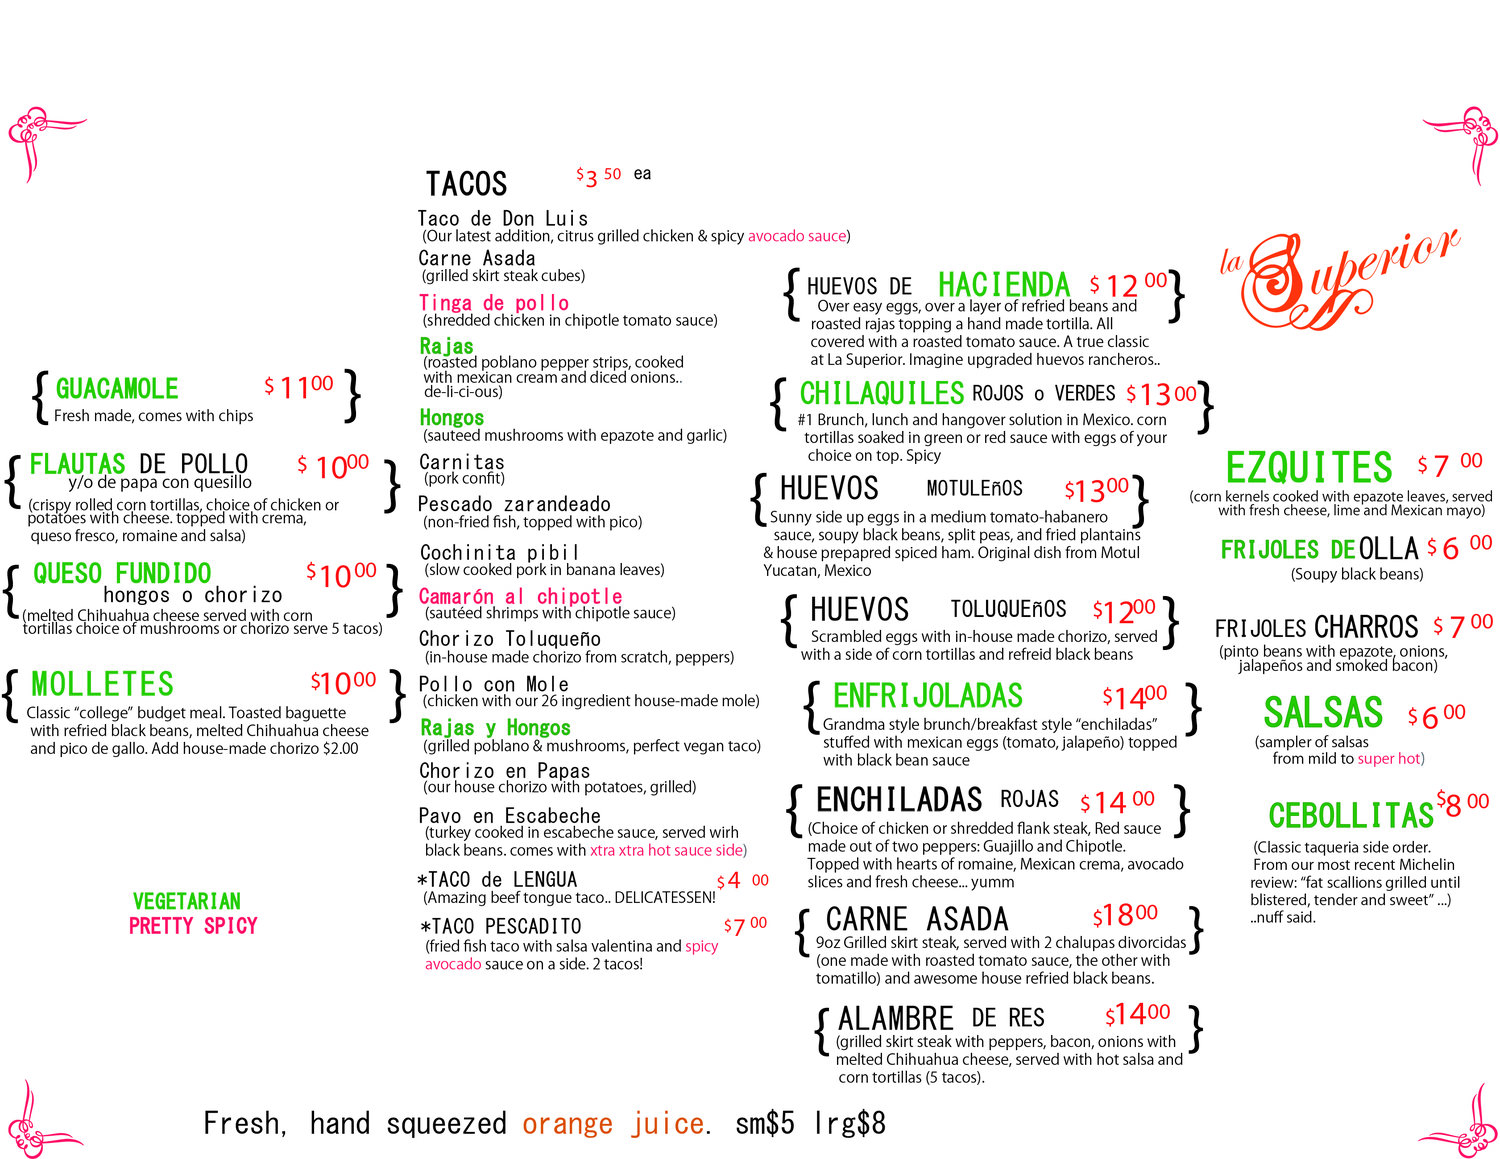 GUACAMOLE $ 11 00
Fresh made, comes with chips
FLAUTAS DE POLLO $ 10 00
y/o de papa con quesillo
(crispy rolled corn tortillas, choice of chicken or
potatoes with cheese. topped with crema,
queso fresco, romaine and salsa)
QUESO FUNDIDO $ 10 00
hongos o chorizo
(melted Chihuahua cheese served with corn
tortillas choice of mushrooms or chorizo serve 5 tacos)
MOLLETES $10 00
Classic “college” budget meal. Toasted baguette
with refried black beans, melted Chihuahua cheese
and pico de gallo. Add house-made chorizo $2.00
VEGETARIAN
PRETTY SPICY
TACOS $3 50 ea
Taco de Don Luis
(Our latest addition, citrus grilled chicken & spicy avocado sauce)
Carne Asada
(grilled skirt steak cubes)
Tinga de pollo
(shredded chicken in chipotle tomato sauce)
Rajas
(roasted poblano pepper strips, cooked
with mexican cream and diced onions..
de-li-ci-ous)
Hongos
(sauteed mushrooms with epazote and garlic)
Carnitas
(pork confit)
Pescado zarandeado
(non-fried fish, topped with pico)
Cochinita pibil
(slow cooked pork in banana leaves)
Camarón al chipotle
(sautéed shrimps with chipotle sauce)
Chorizo Toluqueño
(in-house made chorizo from scratch, peppers)
Pollo con Mole
(chicken with our 26 ingredient house-made mole)
Rajas y Hongos
(grilled poblano & mushrooms, perfect vegan taco)
Chorizo en Papas
(our house chorizo with potatoes, grilled)
Pavo en Escabeche
(turkey cooked in escabeche sauce, served wirh
black beans. comes with xtra xtra hot sauce side)
*TACO de LENGUA $ 4 00
(Amazing beef tongue taco.. DELICATESSEN!
*TACO PESCADITO $ 7 00
(fried fish taco with salsa valentina and spicy
avocado sauce on a side. 2 tacos!
HUEVOS DE HACIENDA $ 12 00
Over easy eggs, over a layer of refried beans and
roasted rajas topping a hand made tortilla. All
covered with a roasted tomato sauce. A true classic
at La Superior. Imagine upgraded huevos rancheros..
CHILAQUILES ROJOS o VERDES $13 00
#1 Brunch, lunch and hangover solution in Mexico. corn
tortillas soaked in green or red sauce with eggs of your
choice on top. Spicy
HUEVOS MOTULEñOS $13 00
Sunny side up eggs in a medium tomato-habanero
sauce, soupy black beans, split peas, and fried plantains
& house prepapred spiced ham. Original dish from Motul
Yucatan, Mexico
HUEVOS TOLUQUEñOS $12 00
Scrambled eggs with in-house made chorizo, served
with a side of corn tortillas and refreid black beans
ENFRIJOLADAS $14 00
Grandma style brunch/breakfast style “enchiladas”
stuffed with mexican eggs (tomato, jalapeño) topped
with black bean sauce
ENCHILADAS ROJAS $ 14 00
(Choice of chicken or shredded flank steak, Red sauce
made out of two peppers: Guajillo and Chipotle.
Topped with hearts of romaine, Mexican crema, avocado
slices and fresh cheese... yumm
CARNE ASADA $18 00
9oz Grilled skirt steak, served with 2 chalupas divorcidas
(one made with roasted tomato sauce, the other with
tomatillo) and awesome house refried black beans.
ALAMBRE DE RES $14 00
(grilled skirt steak with peppers, bacon, onions with
melted Chihuahua cheese, served with hot salsa and
corn tortillas (5 tacos).
la Superior
EZQUITES $ 7 00
(corn kernels cooked with epazote leaves, served
with fresh cheese, lime and Mexican mayo)
FRIJOLES DE OLLA $ 6 00
(Soupy black beans)
FRIJOLES CHARROS $ 7 00
(pinto beans with epazote, onions,
jalapeños and smoked bacon)
SALSAS $ 6 00
(sampler of salsas
from mild to super hot)
CEBOLLITAS $8 00
(Classic taqueria side order.
From our most recent Michelin
review: “fat scallions grilled until
blistered, tender and sweet” ...)
..nuff said.
Fresh, hand squeezed orange juice. sm$5 lrg$8